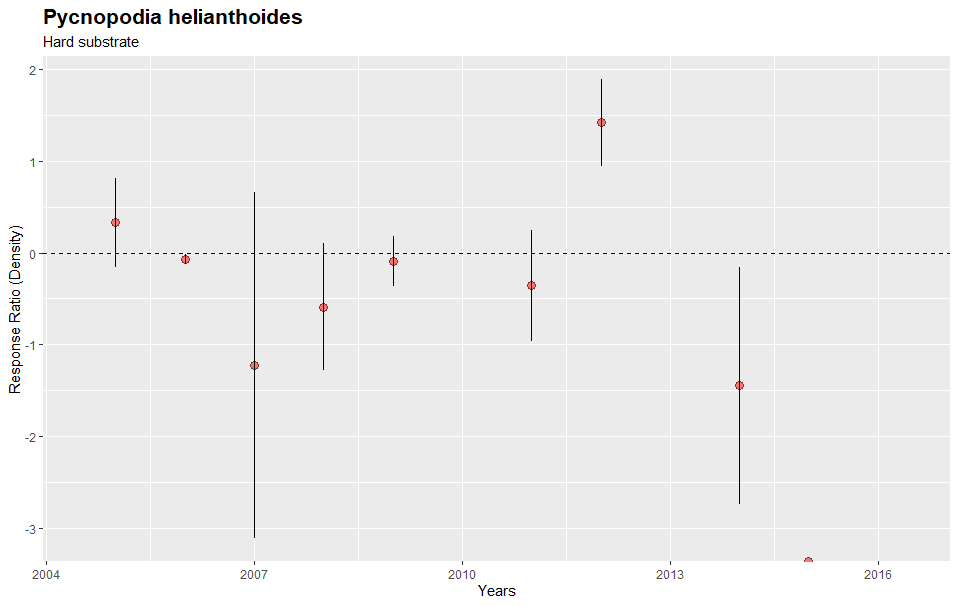 Pycnopodia helianthoides
Hard substrate
Response Ratio (Density)
2
1
0
-1
-2
-3
2004 2007 2010 2013 2016
Years